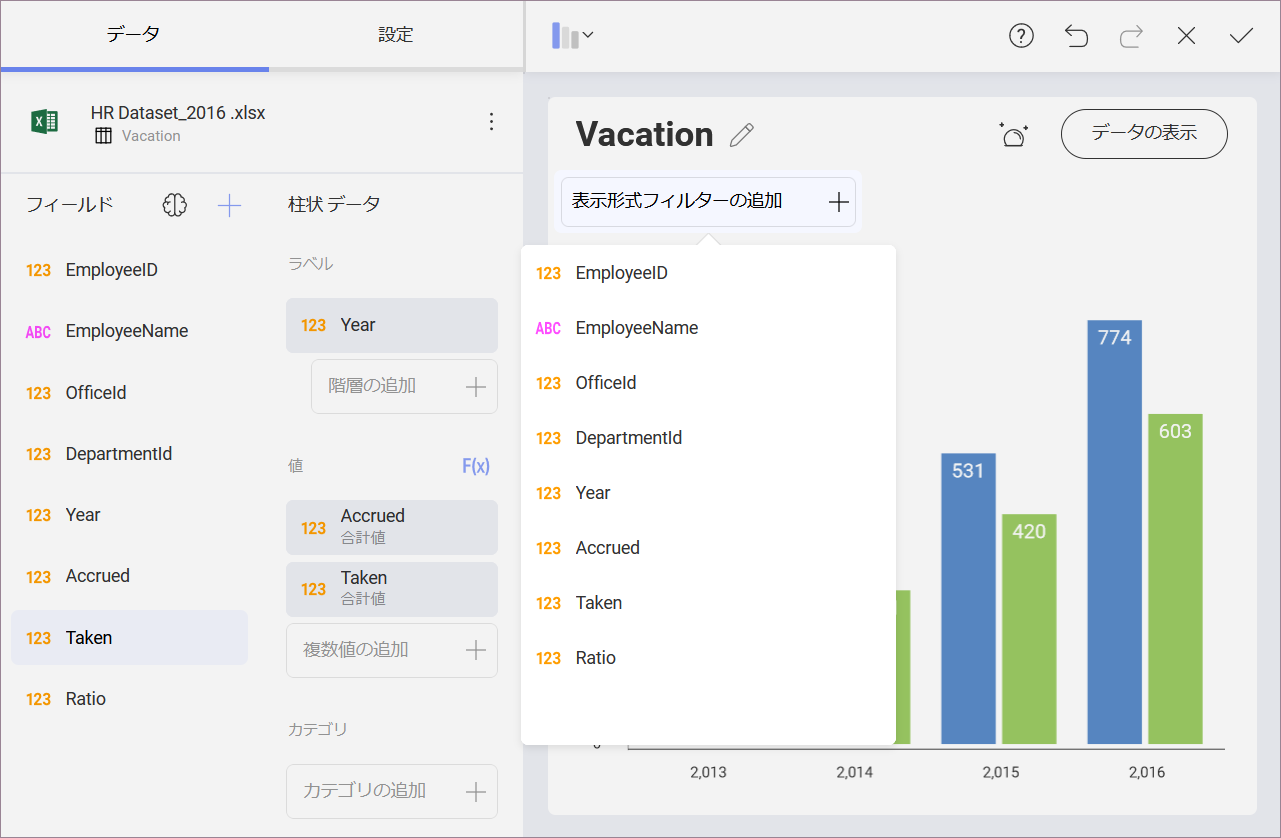 データ
設定
HR Dataset_2016 .xlsx
Vacation
フィールド
123 EmployeeID
ABC EmployeeName
123 OfficeId
123 DepartmentId
123 Year
123 Accrued
123 Taken
123 Ratio
柱状 データ
ラベル
123 Year
階層の追加
値
F(x)
123 Accrued
合計値
123 Taken
合計値
複数値の追加
カテゴリ
カテゴリの追加
?
Vacation
データの表示
表示形式フィルターの追加
123 EmployeeID
ABC EmployeeName
123 OfficeId
123 DepartmentId
123 Year
123 Accrued
123 Taken
123 Ratio
774
603
531
420
0
2,013
2,014
2,015
2,016